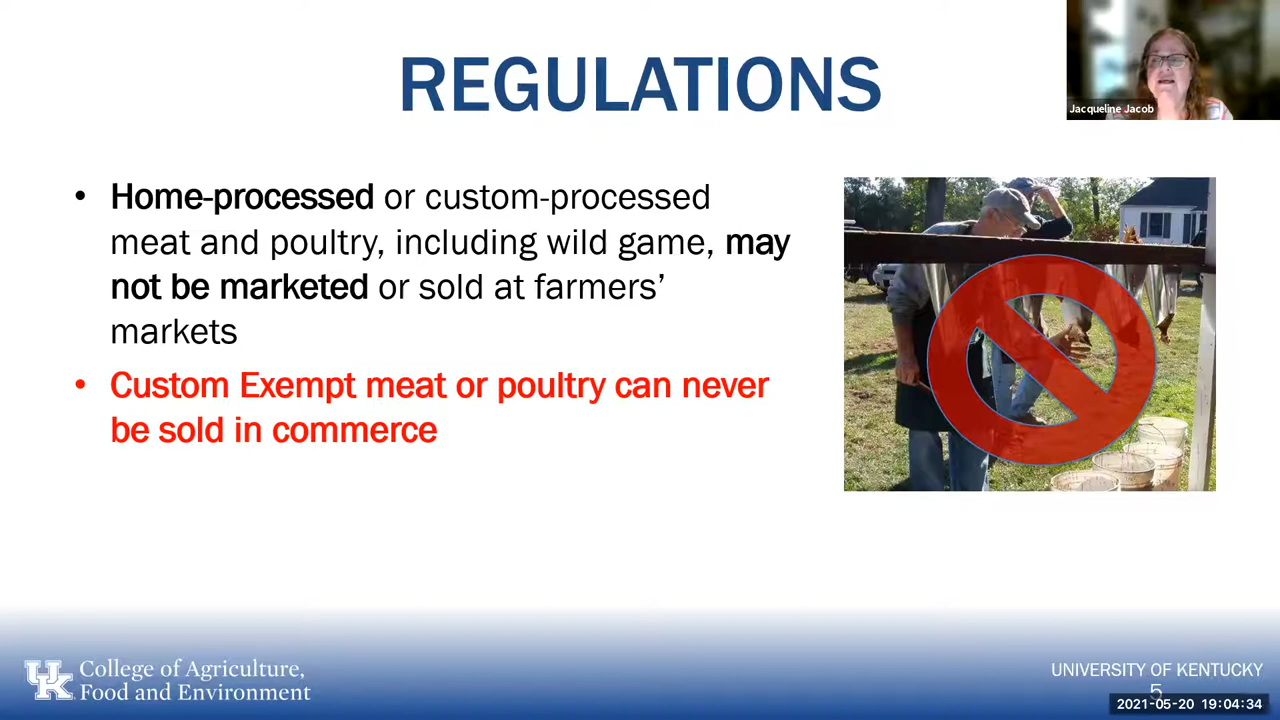 REGULATIONS
Jacqueline Jacob
• Home-processed or custom-processed
meat and poultry, including wild game, may
not be marketed or sold at farmers’
markets
• Custom Exempt meat or poultry can never
be sold in commerce
UK
College of Agriculture,
Food and Environment
UNIVERSITY OF KENTUCKY
5
2021-05-20 19:04:34